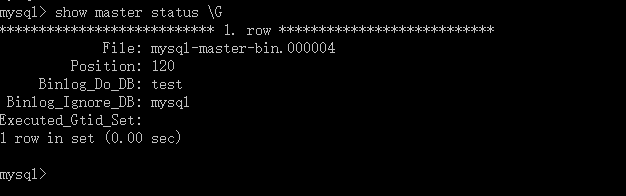 mysql> show master status \G
*************************** 1. row ***************************
File: mysql-master-bin.000004
Position: 120
Binlog_Do_DB: test
Binlog_Ignore_DB: mysql
Executed_Gtid_Set:
1 row in set (0.00 sec)
mysql>